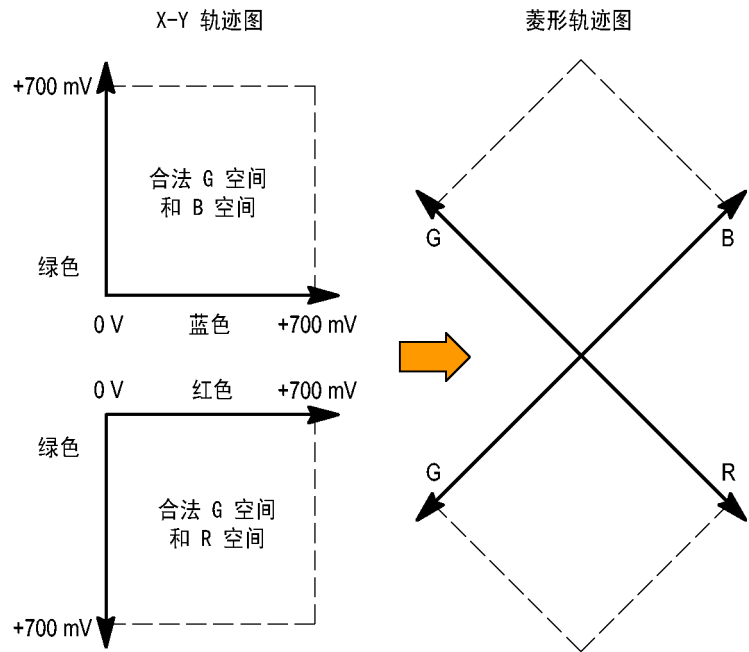 X-Y 轨迹图
菱形轨迹图
+700 mV
合法 G 空间
和 B 空间
绿色
0 V 蓝色 +700 mV
0 V 红色 +700 mV
绿色
合法 G 空间
和 R 空间
+700 mV
G B
G R